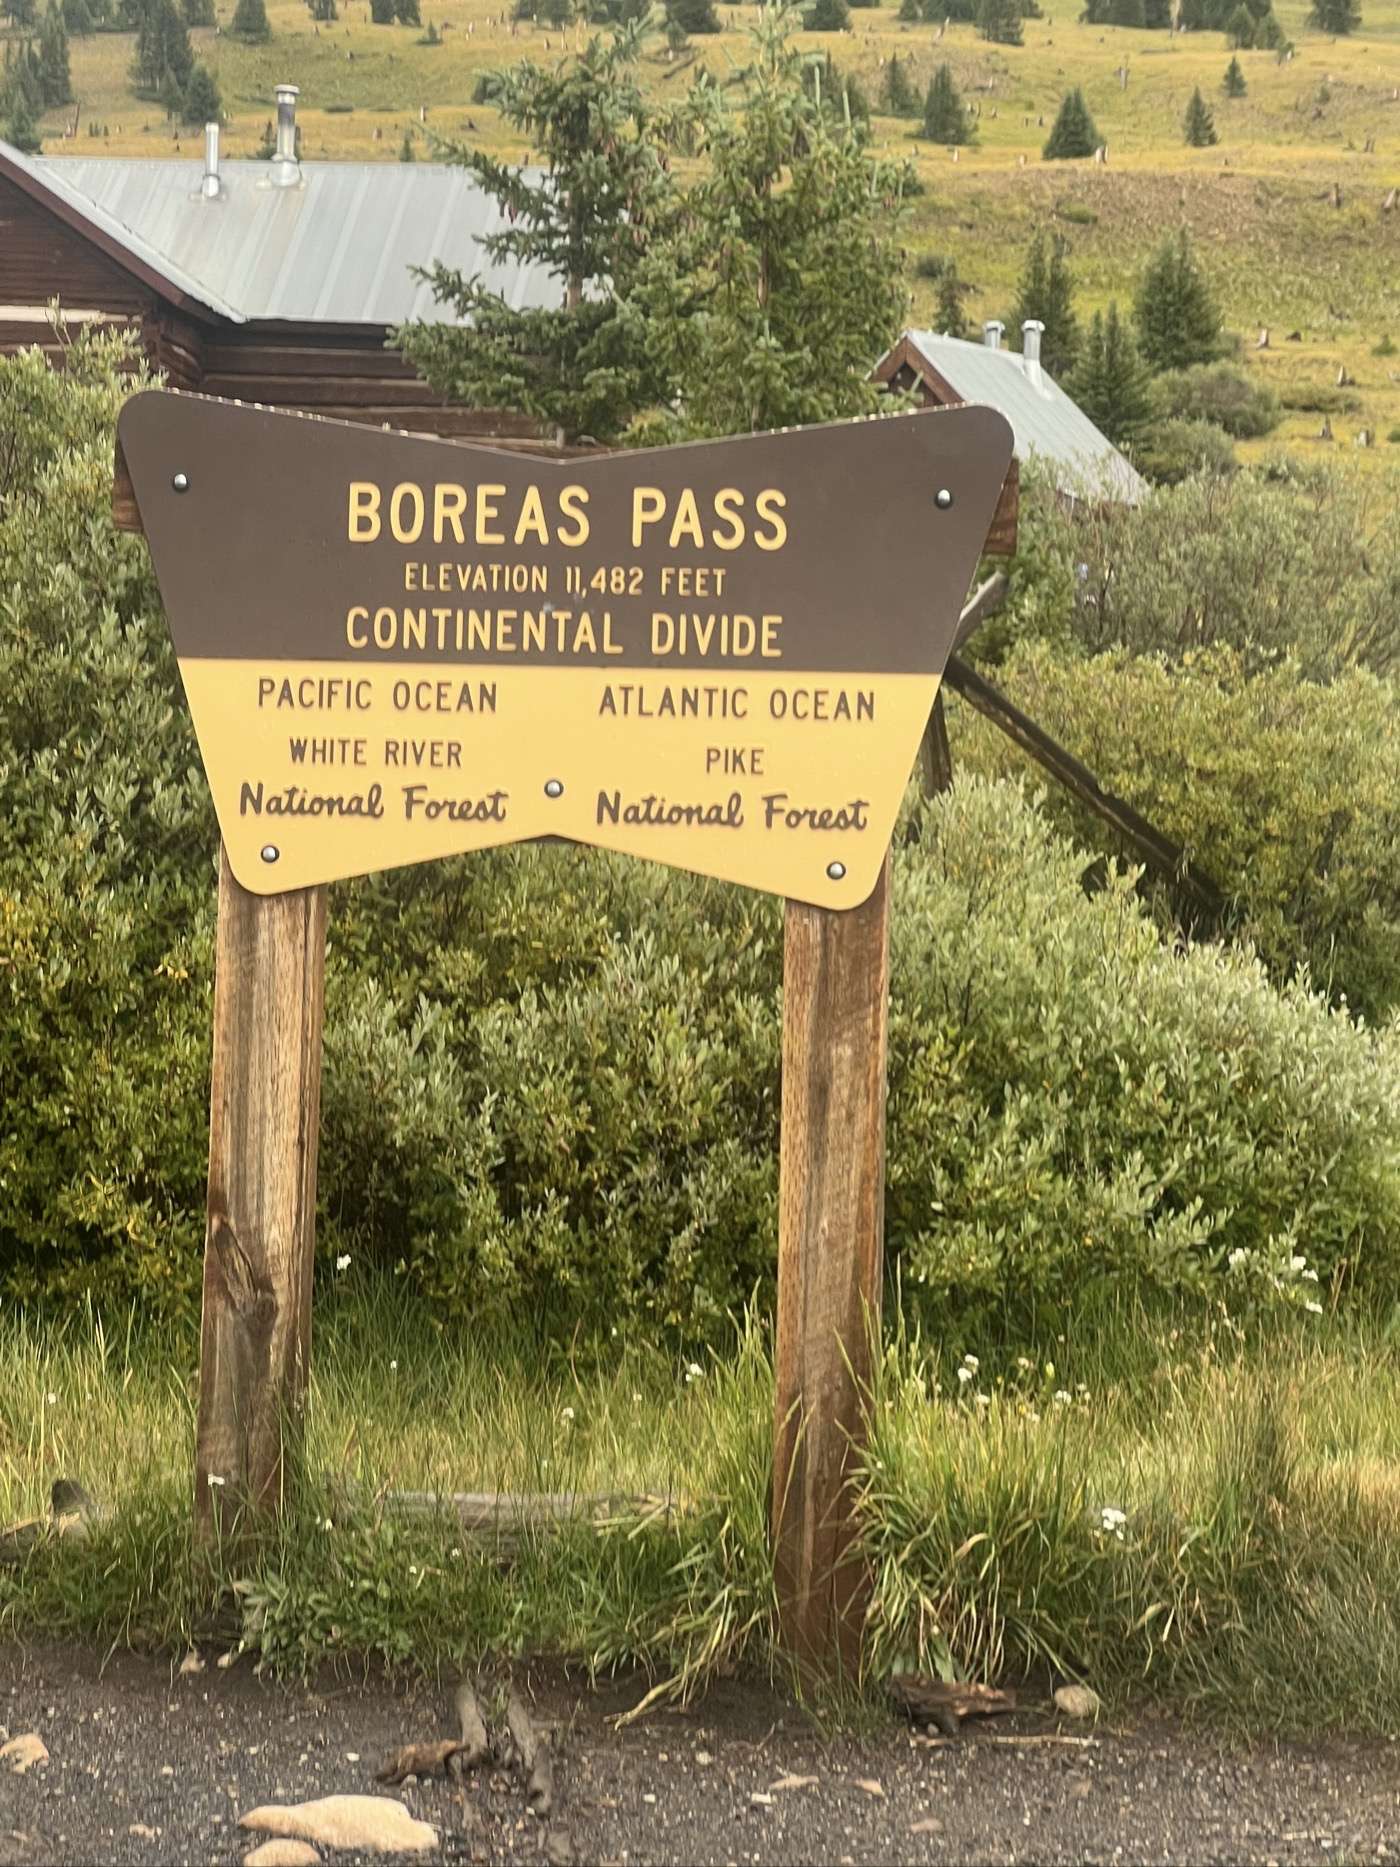 BOREAS PASS
ELEVATION 11,482 FEET
CONTINENTAL DIVIDE
PACIFIC OCEAN
WHITE RIVER
National Forest
ATLANTIC OCEAN
PIKE
National Forest